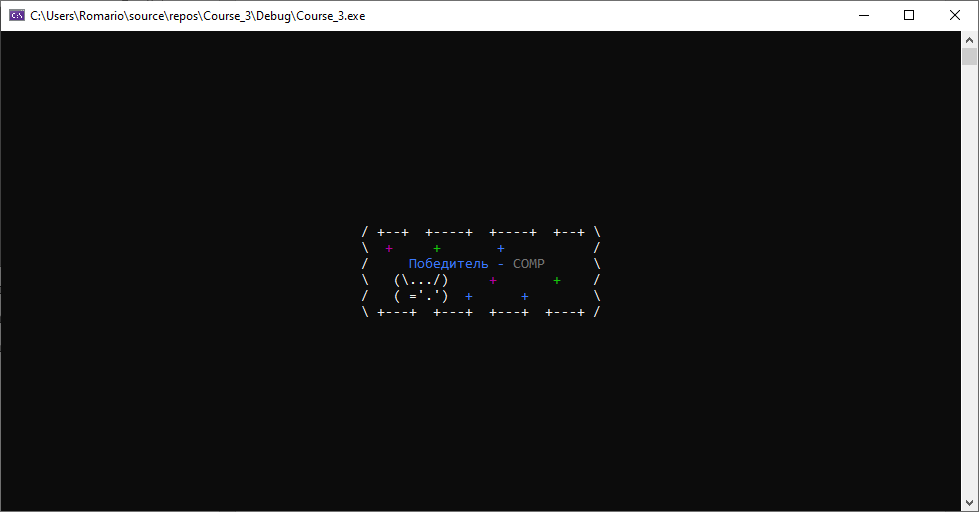 C:\Users\Romario\source\repos\Course_3\Debug\Course_3.exe
/ +--+  +----+  +----+  +--+ \
\  +     +       +           /
/     Победитель - COMP      \
\   (\.../)     +       +    /
/   ( ='.')  +      +        \
\ +---+  +---+  +---+  +---+ /